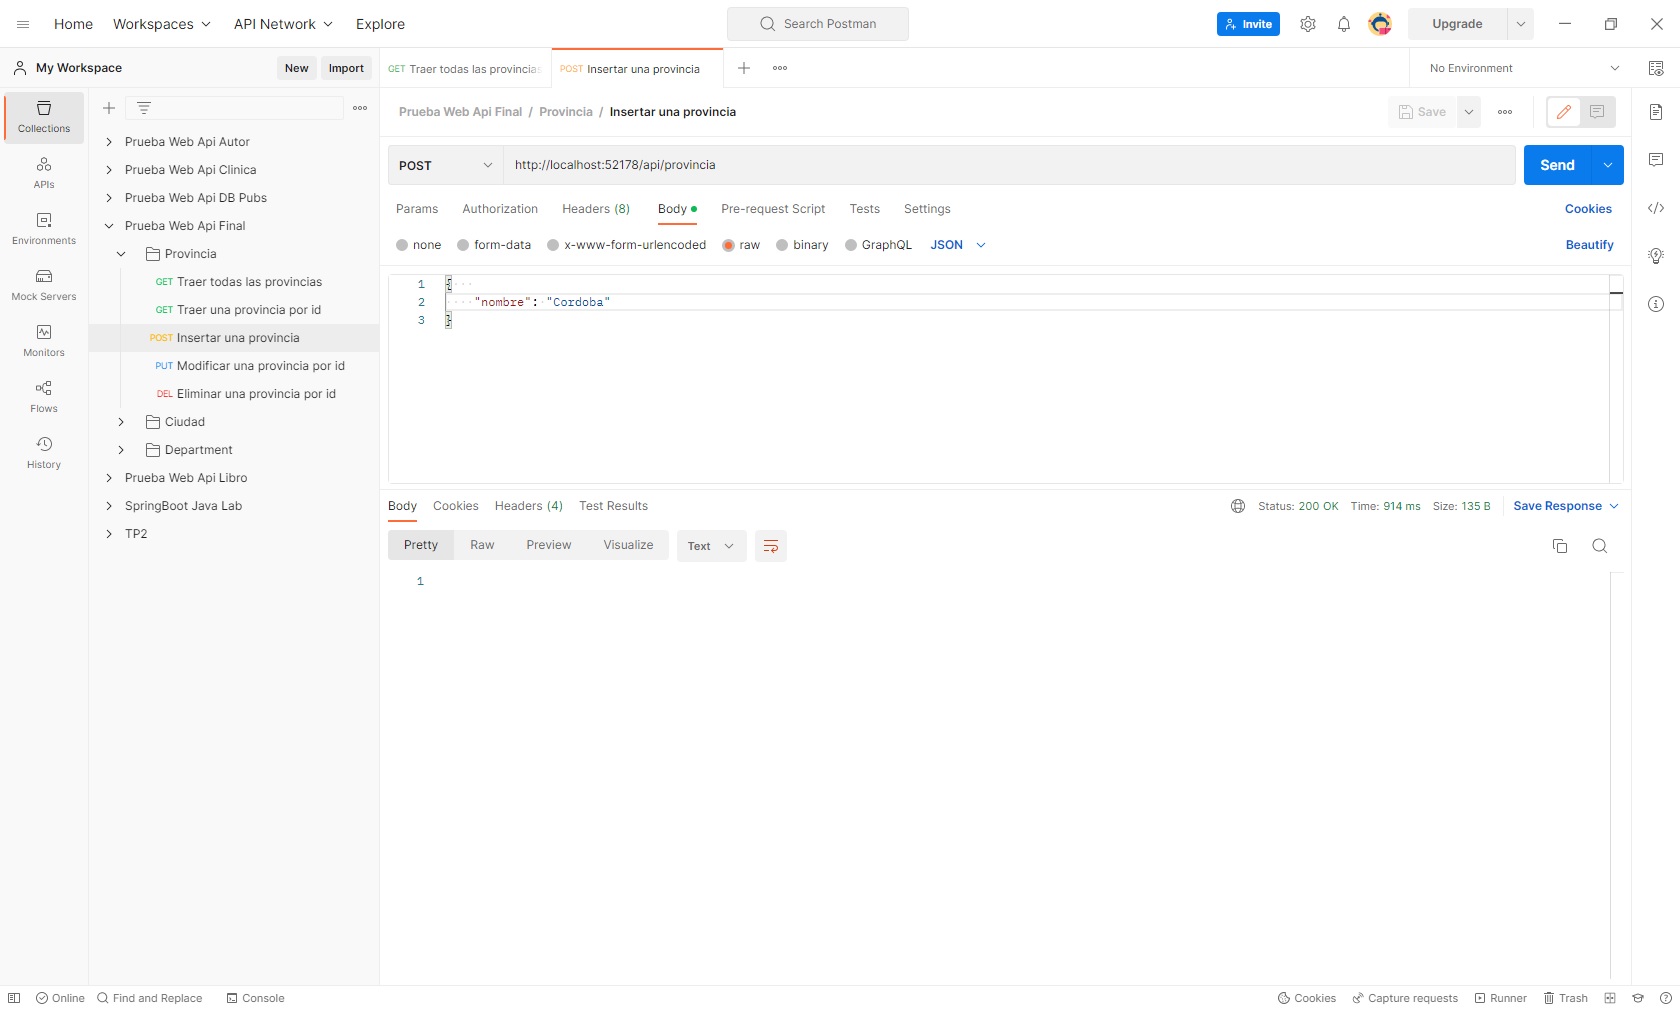 Home Workspaces API Network Explore Search Postman Invite Upgrade
My Workspace New Import GET Traer todas las provincias POST Insertar una provincia No Environment
Collections
APIs
Environments
Mock Servers
Monitors
Flows
History
Prueba Web Api Autor
Prueba Web Api Clinica
Prueba Web Api DB Pubs
Prueba Web Api Final
Provincia
GET Traer todas las provincias
GET Traer una provincia por id
POST Insertar una provincia
PUT Modificar una provincia por id
DEL Eliminar una provincia por id
Ciudad
Department
Prueba Web Api Libro
SpringBoot Java Lab
TP2
Prueba Web Api Final / Provincia / Insertar una provincia Save
POST http://localhost:52178/api/provincia Send
Params Authorization Headers (8) Body Pre-request Script Tests Settings Cookies
none form-data x-www-form-urlencoded raw binary GraphQL JSON Beautify
1 {
2 "nombre": "Cordoba"
3 }
Body Cookies Headers (4) Test Results Status: 200 OK Time: 914 ms Size: 135 B Save Response
Pretty Raw Preview Visualize Text
1
Online Find and Replace Console Cookies Capture requests Runner Trash